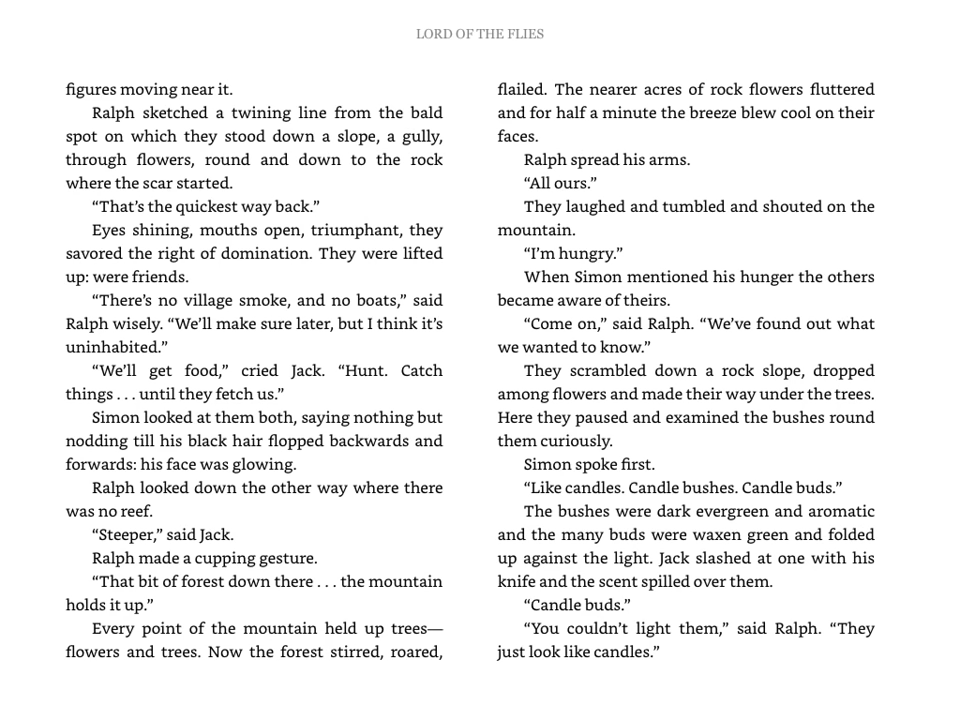 LORD OF THE FLIES
figures moving near it.
Ralph sketched a twining line from the bald
spot on which they stood down a slope, a gully,
through flowers, round and down to the rock
where the scar started.
“That’s the quickest way back.”
Eyes shining, mouths open, triumphant, they
savored the right of domination. They were lifted
up: were friends.
“There’s no village smoke, and no boats,” said
Ralph wisely. “We’ll make sure later, but I think it’s
uninhabited.”
“We’ll get food,” cried Jack. “Hunt. Catch
things . . . until they fetch us.”
Simon looked at them both, saying nothing but
nodding till his black hair flopped backwards and
forwards: his face was glowing.
Ralph looked down the other way where there
was no reef.
“Steeper,” said Jack.
Ralph made a cupping gesture.
“That bit of forest down there . . . the mountain
holds it up.”
Every point of the mountain held up trees—
flowers and trees. Now the forest stirred, roared,
flailed. The nearer acres of rock flowers fluttered
and for half a minute the breeze blew cool on their
faces.
Ralph spread his arms.
“All ours.”
They laughed and tumbled and shouted on the
mountain.
“I’m hungry.”
When Simon mentioned his hunger the others
became aware of theirs.
“Come on,” said Ralph. “We’ve found out what
we wanted to know.”
They scrambled down a rock slope, dropped
among flowers and made their way under the trees.
Here they paused and examined the bushes round
them curiously.
Simon spoke first.
“Like candles. Candle bushes. Candle buds.”
The bushes were dark evergreen and aromatic
and the many buds were waxen green and folded
up against the light. Jack slashed at one with his
knife and the scent spilled over them.
“Candle buds.”
“You couldn’t light them,” said Ralph. “They
just look like candles.”